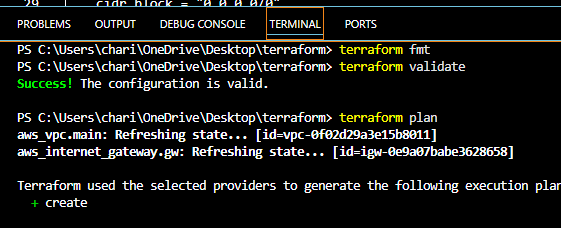 29 | cidr_block = "0.0.0.0/0"
PROBLEMS OUTPUT DEBUG CONSOLE TERMINAL PORTS
PS C:\Users\chari\OneDrive\Desktop\terraform> terraform fmt
PS C:\Users\chari\OneDrive\Desktop\terraform> terraform validate
Success! The configuration is valid.
PS C:\Users\chari\OneDrive\Desktop\terraform> terraform plan
aws_vpc.main: Refreshing state... [id=vpc-0f02d29a3e15b8011]
aws_internet_gateway.gw: Refreshing state... [id=igw-0e9a07babe3628658]
Terraform used the selected providers to generate the following execution plan
+ create